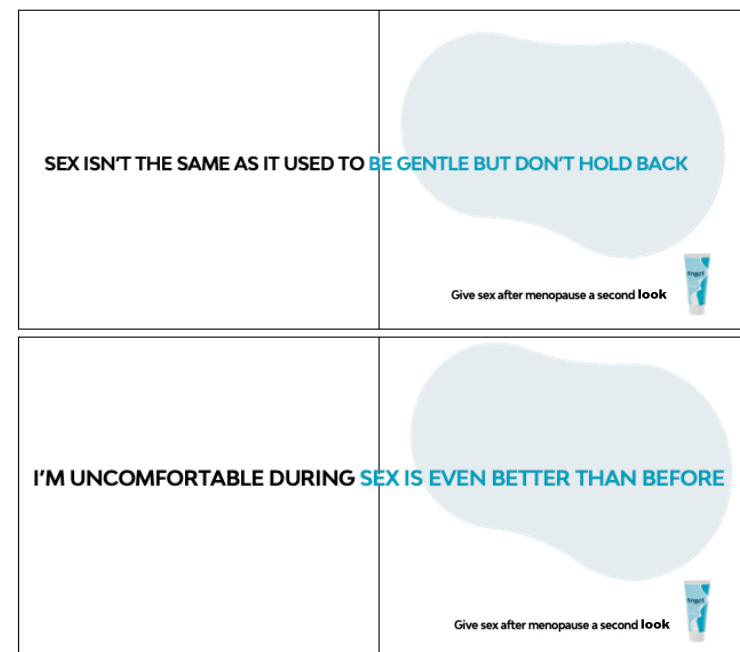 SEX ISN'T THE SAME AS IT USED TO BE GENTLE BUT DON'T HOLD BACK
Give sex after menopause a second look
I'M UNCOMFORTABLE DURING SEX IS EVEN BETTER THAN BEFORE
Give sex after menopause a second look